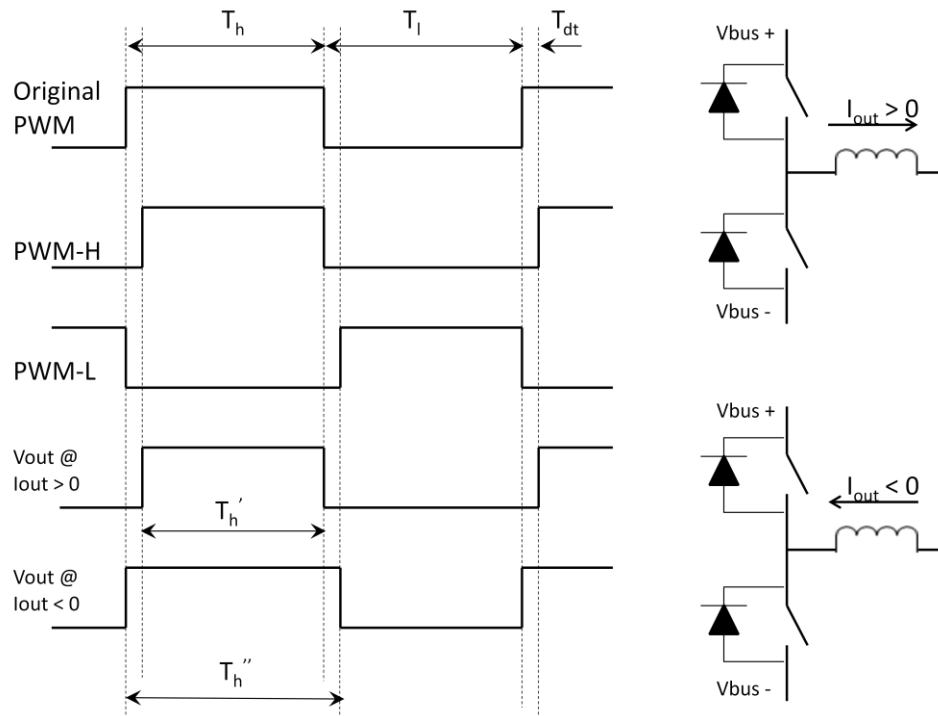 T_h
T_l
T_dt
Original
PWM
PWM-H
PWM-L
Vout @
Iout > 0
T_h'
Vout @
Iout < 0
T_h''
Vbus +
I_out > 0
Vbus -
Vbus +
I_out < 0
Vbus -